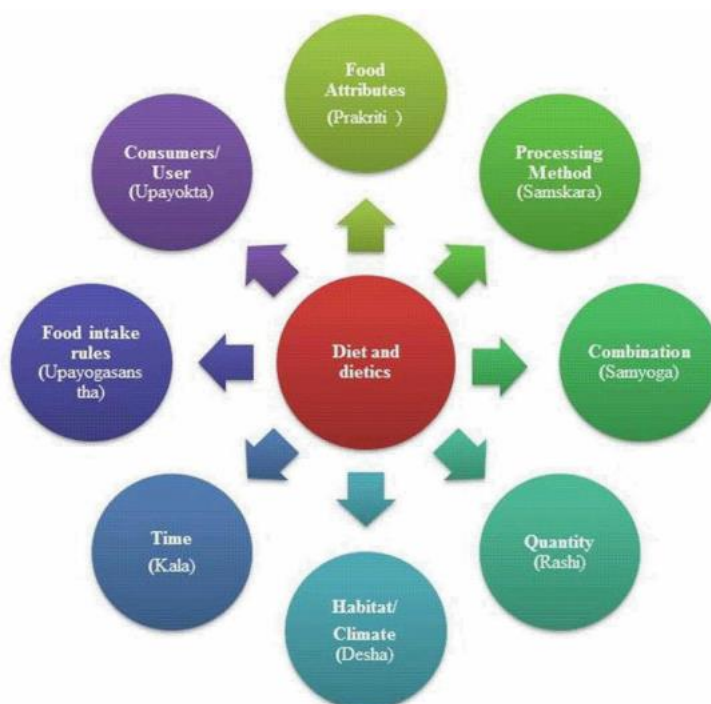 Food
Attributes
(Prakriti )
Processing
Method
(Samskara)
Combination
(Samyoga)
Quantity
(Rashi)
Habitat/
Climate
(Desha)
Time
(Kala)
Food intake
rules
(Upayogasans
tha)
Consumers/
User
(Upayokta)
Diet and
dietics